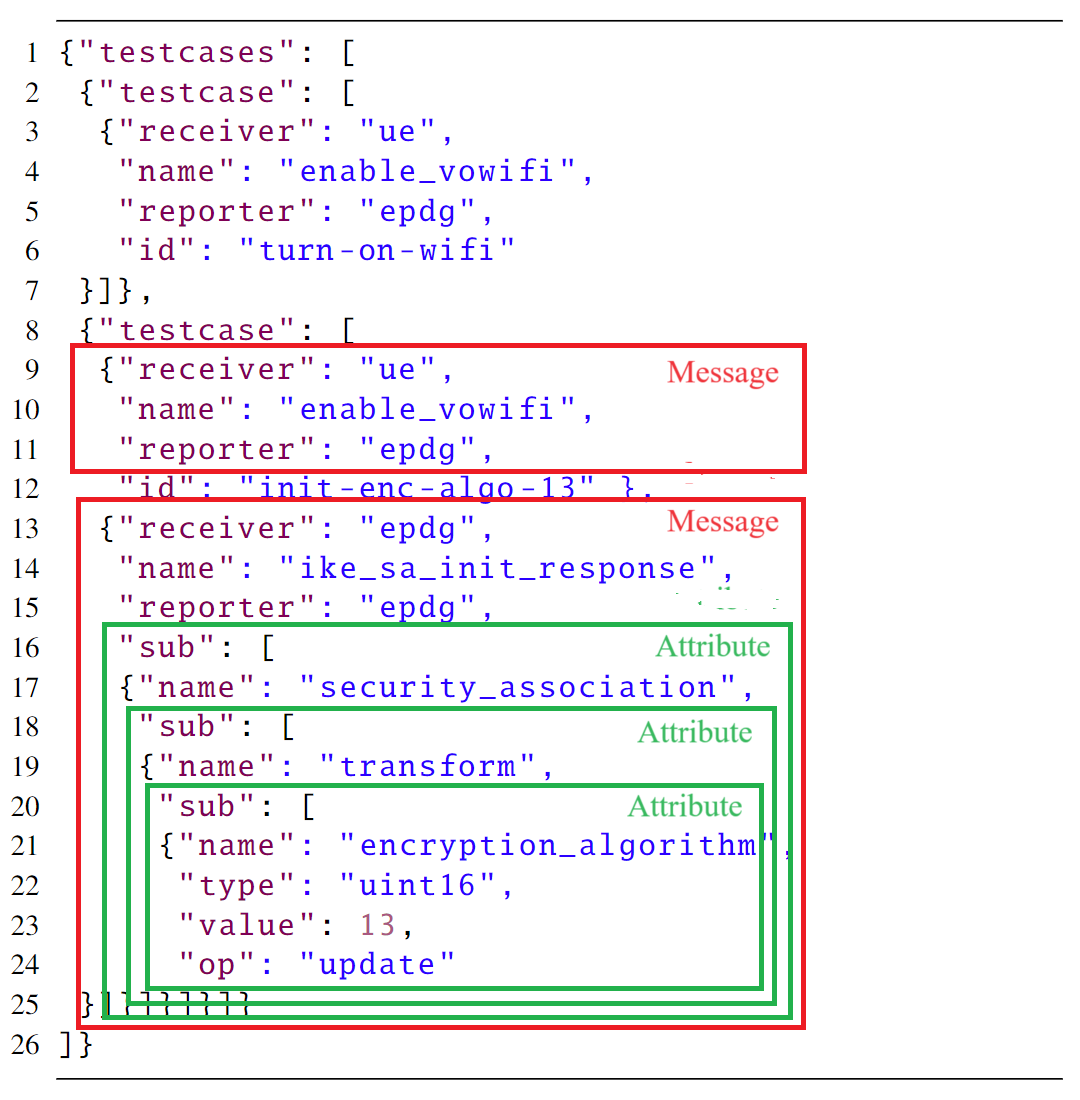 1 {"testcases": [
2 {"testcase": [
3 {"receiver": "ue",
4 "name": "enable_vowifi",
5 "reporter": "epdg",
6 "id": "turn-on-wifi"
7 }]},
8 {"testcase": [
9 {"receiver": "ue", Message
10 "name": "enable_vowifi",
11 "reporter": "epdg",
12 "id": "init-enc-algo-13" },
13 {"receiver": "epdg", Message
14 "name": "ike_sa_init_response",
15 "reporter": "epdg",
16 "sub": [ Attribute
17 {"name": "security_association",
18 "sub": [ Attribute
19 {"name": "transform",
20 "sub": [ Attribute
21 {"name": "encryption_algorithm",
22 "type": "uint16",
23 "value": 13,
24 "op": "update"
25 }]}]}]}]}
26 ]}